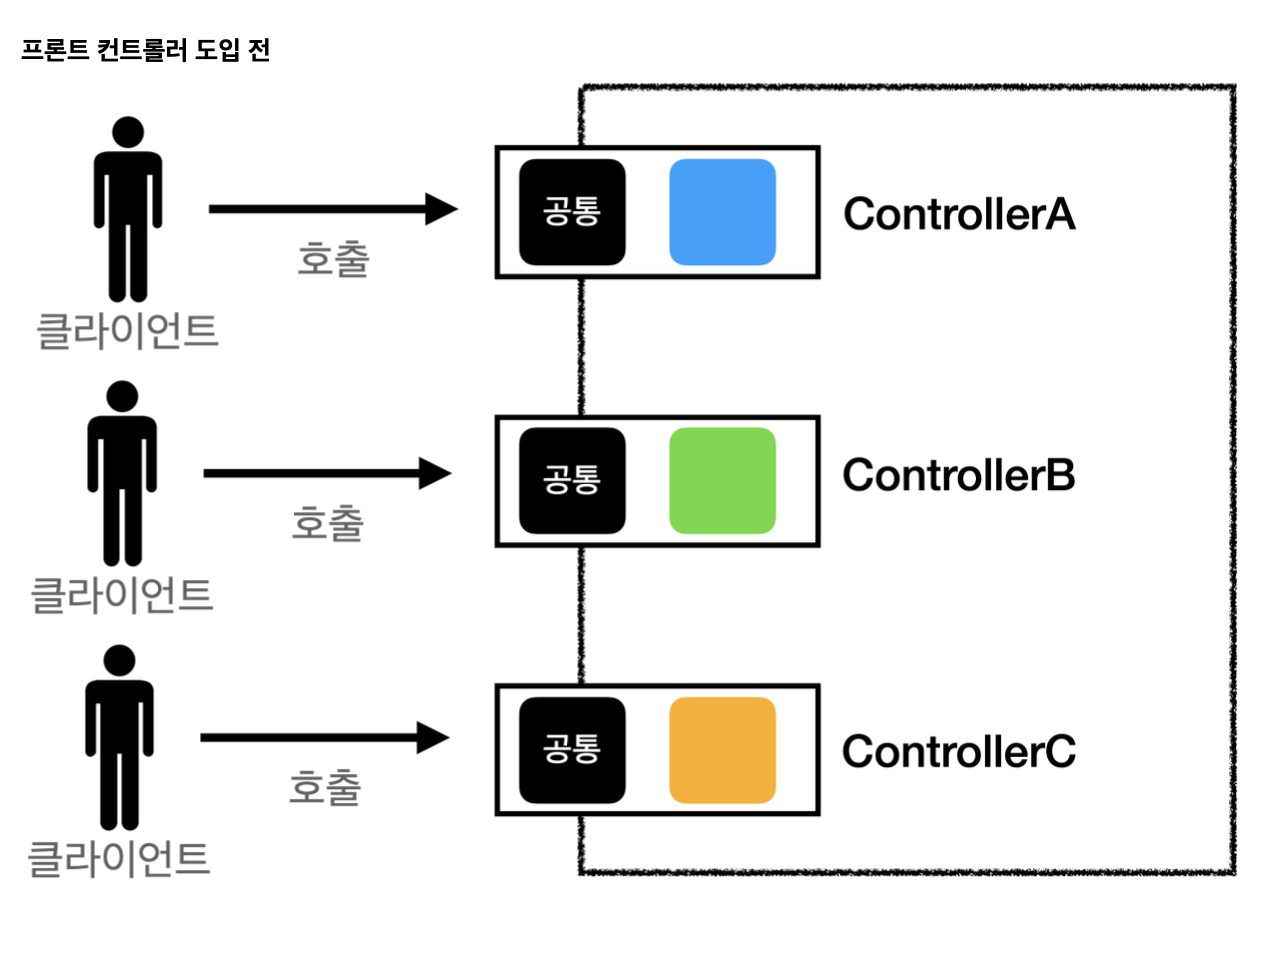 프론트 컨트롤러 도입 전
공통
ControllerA
호출
클라이언트
공통
ControllerB
호출
클라이언트
공통
ControllerC
호출
클라이언트